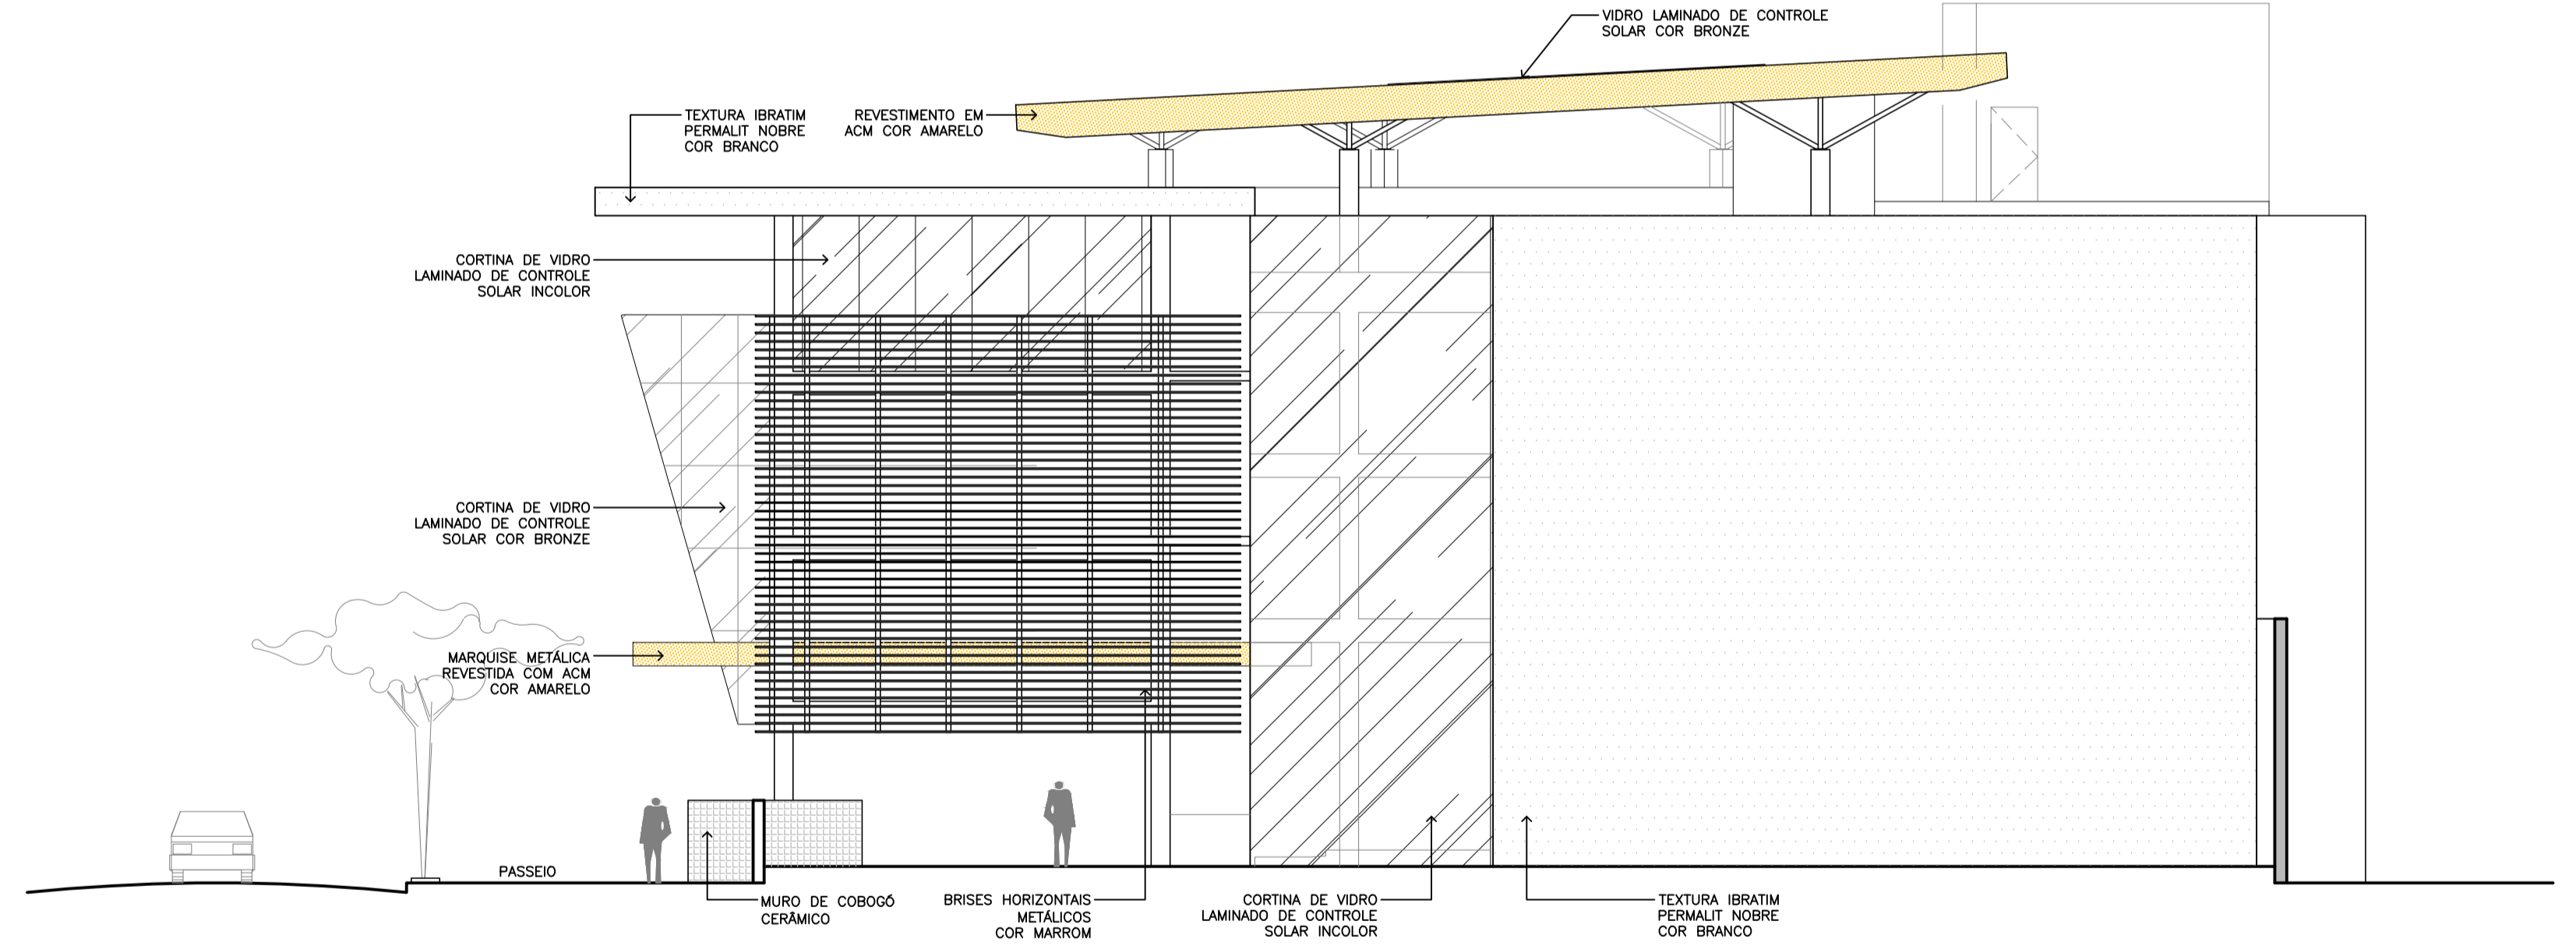 VIDRO LAMINADO DE CONTROLE
SOLAR COR BRONZE
TEXTURA IBRATIM
PERMALIT NOBRE
COR BRANCO
REVESTIMENTO EM
ACM COR AMARELO
CORTINA DE VIDRO
LAMINADO DE CONTROLE
SOLAR INCOLOR
CORTINA DE VIDRO
LAMINADO DE CONTROLE
SOLAR COR BRONZE
MARQUISE METÁLICA
REVESTIDA COM ACM
COR AMARELO
PASSEIO
MURO DE COBOGÓ
CERÂMICO
BRISES HORIZONTAIS
METÁLICOS
COR MARROM
CORTINA DE VIDRO
LAMINADO DE CONTROLE
SOLAR INCOLOR
TEXTURA IBRATIM
PERMALIT NOBRE
COR BRANCO